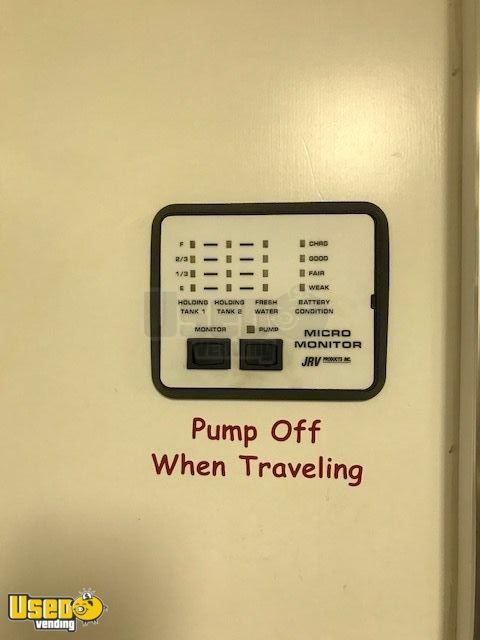 F CHRG
2/3 GOOD
1/3 FAIR
E WEAK
HOLDING TANK 1
HOLDING TANK 2
FRESH WATER
BATTERY CONDITION
MONITOR
PUMP
MICRO
MONITOR
JRV PRODUCTS INC.
Pump Off
When Traveling
USED
vending